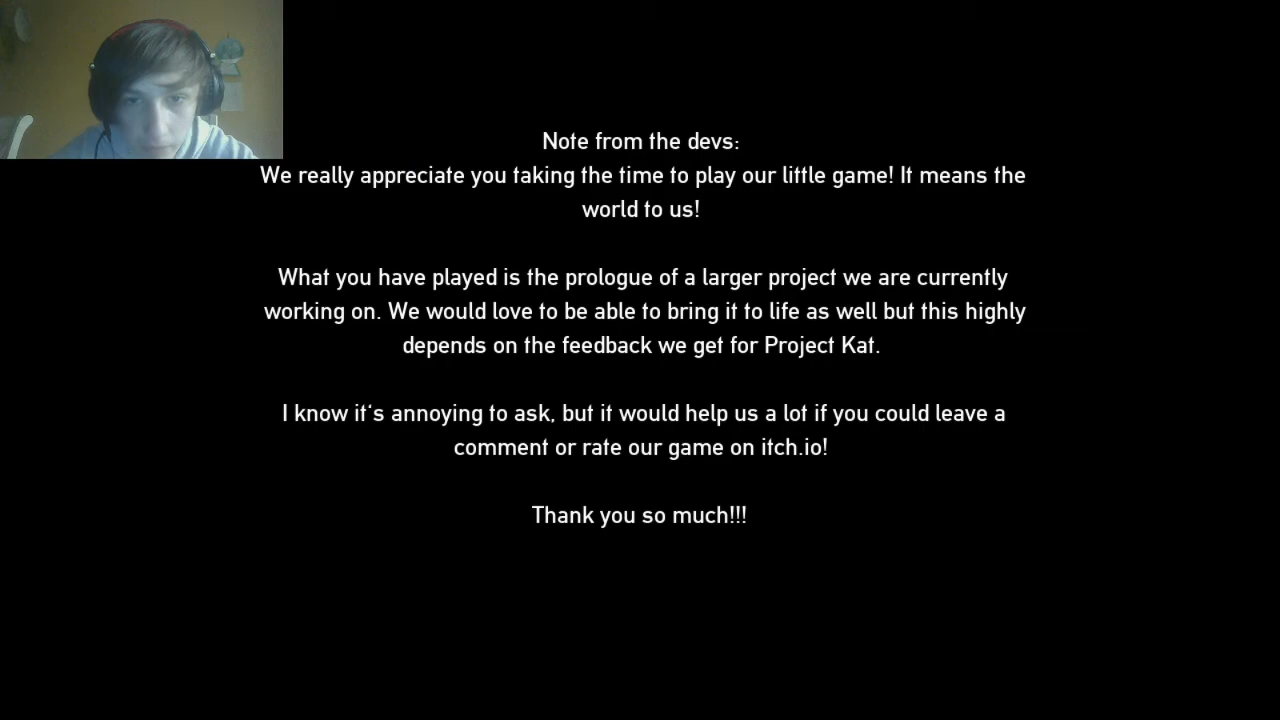 Note from the devs:
We really appreciate you taking the time to play our little game! It means the
world to us!
What you have played is the prologue of a larger project we are currently
working on. We would love to be able to bring it to life as well but this highly
depends on the feedback we get for Project Kat.
I know it's annoying to ask, but it would help us a lot if you could leave a
comment or rate our game on itch.io!
Thank you so much!!!